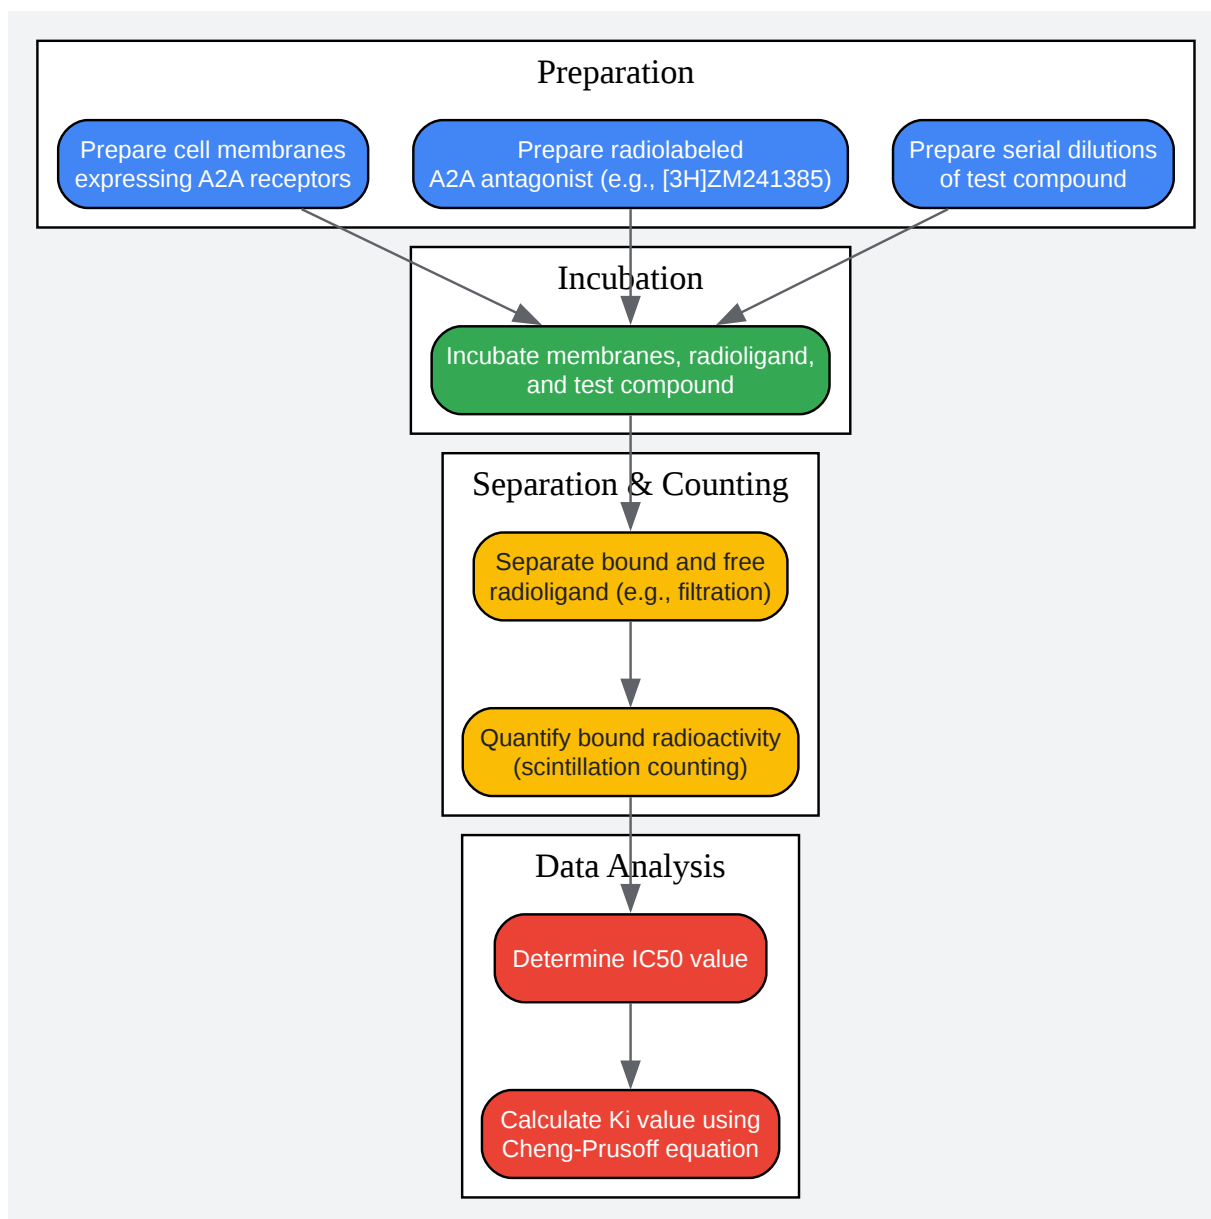 Preparation
Prepare cell membranes
expressing A2A receptors
Prepare radiolabeled
A2A antagonist (e.g., [3H]ZM241385)
Prepare serial dilutions
of test compound
Incubation
Incubate membranes, radioligand,
and test compound
Separation & Counting
Separate bound and free
radioligand (e.g., filtration)
Quantify bound radioactivity
(scintillation counting)
Data Analysis
Determine IC50 value
Calculate Ki value using
Cheng-Prusoff equation